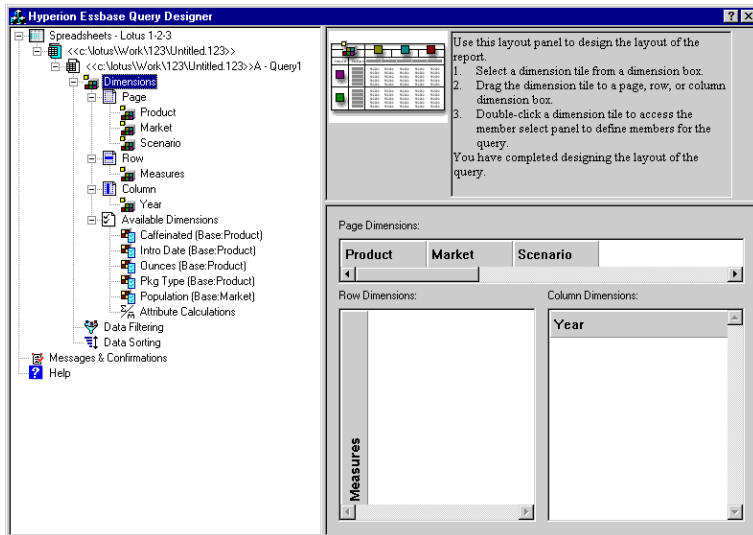 Hyperion Essbase Query Designer
Spreadsheets - Lotus 1-2-3
<<c:\lotus\Work\123\Untitled.123>>
<<c:\lotus\Work\123\Untitled.123>>A - Query1
Dimensions
Page
Product
Market
Scenario
Row
Measures
Column
Year
Available Dimensions
Caffeinated (Base:Product)
Intro Date (Base:Product)
Ounces (Base:Product)
Pkg Type (Base:Product)
Population (Base:Market)
Attribute Calculations
Data Filtering
Data Sorting
Messages & Confirmations
Help
Use this layout panel to design the layout of the
report.
1. Select a dimension tile from a dimension box.
2. Drag the dimension tile to a page, row, or column
dimension box.
3. Double-click a dimension tile to access the
member select panel to define members for the
query.
You have completed designing the layout of the
query.
Page Dimensions:
Product Market Scenario
Row Dimensions:
Measures
Column Dimensions:
Year